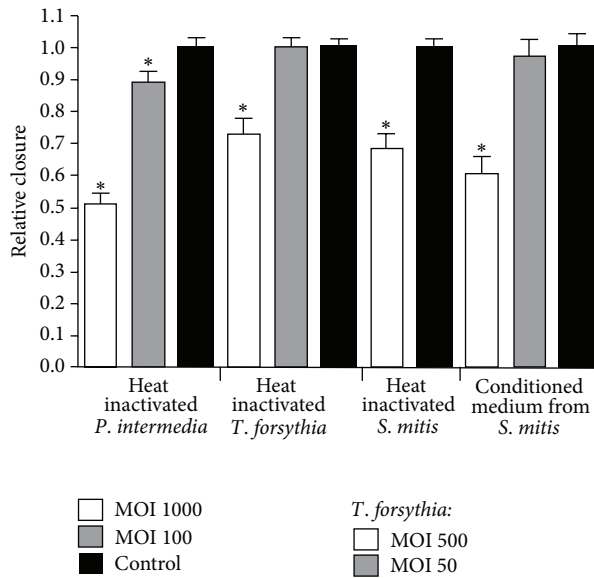 1.1
1.0
0.9
0.8
0.7
0.6
0.5
0.4
0.3
0.2
0.1
0.0
Relative closure
*
*
*
*
*
Heat
inactivated
P. intermedia
Heat
inactivated
T. forsythia
Heat
inactivated
S. mitis
Conditioned
medium from
S. mitis
MOI 1000
MOI 100
Control
T. forsythia:
MOI 500
MOI 50